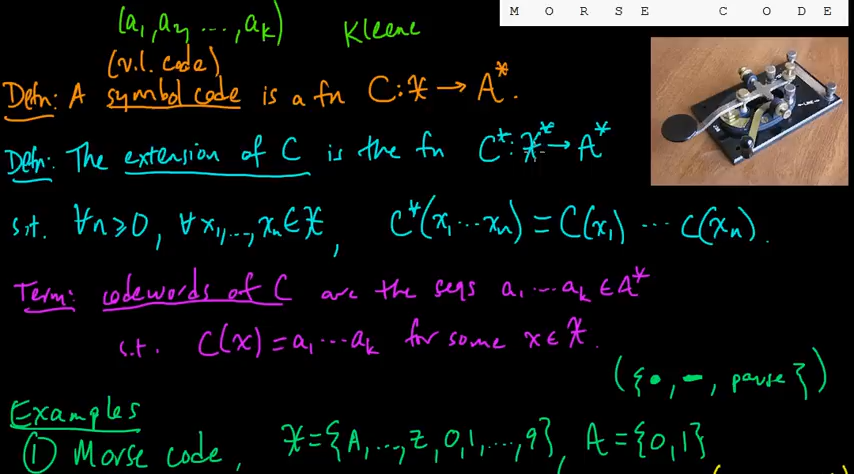 M O R S E C O D E
(a₁, a₂, ..., aₖ) Kleene
(v.l. code)
Defn: A symbol code is a fn C: 𝒳 → A*.
Defn: The extension of C is the fn C*: 𝒳* → A*
s.t. ∀n≥0, ∀x₁,...,xₙ ∈ 𝒳, C*(x₁ ⋯ xₙ) = C(x₁) ⋯ C(xₙ).
Term: codewords of C are the seqs a₁ ⋯ aₖ ∈ A*
s.t. C(x) = a₁ ⋯ aₖ for some x ∈ 𝒳.
({•, –, pause})
Examples
① Morse code, 𝒳 = {A, ..., Z, 0, 1, ..., 9}, A = {0, 1}